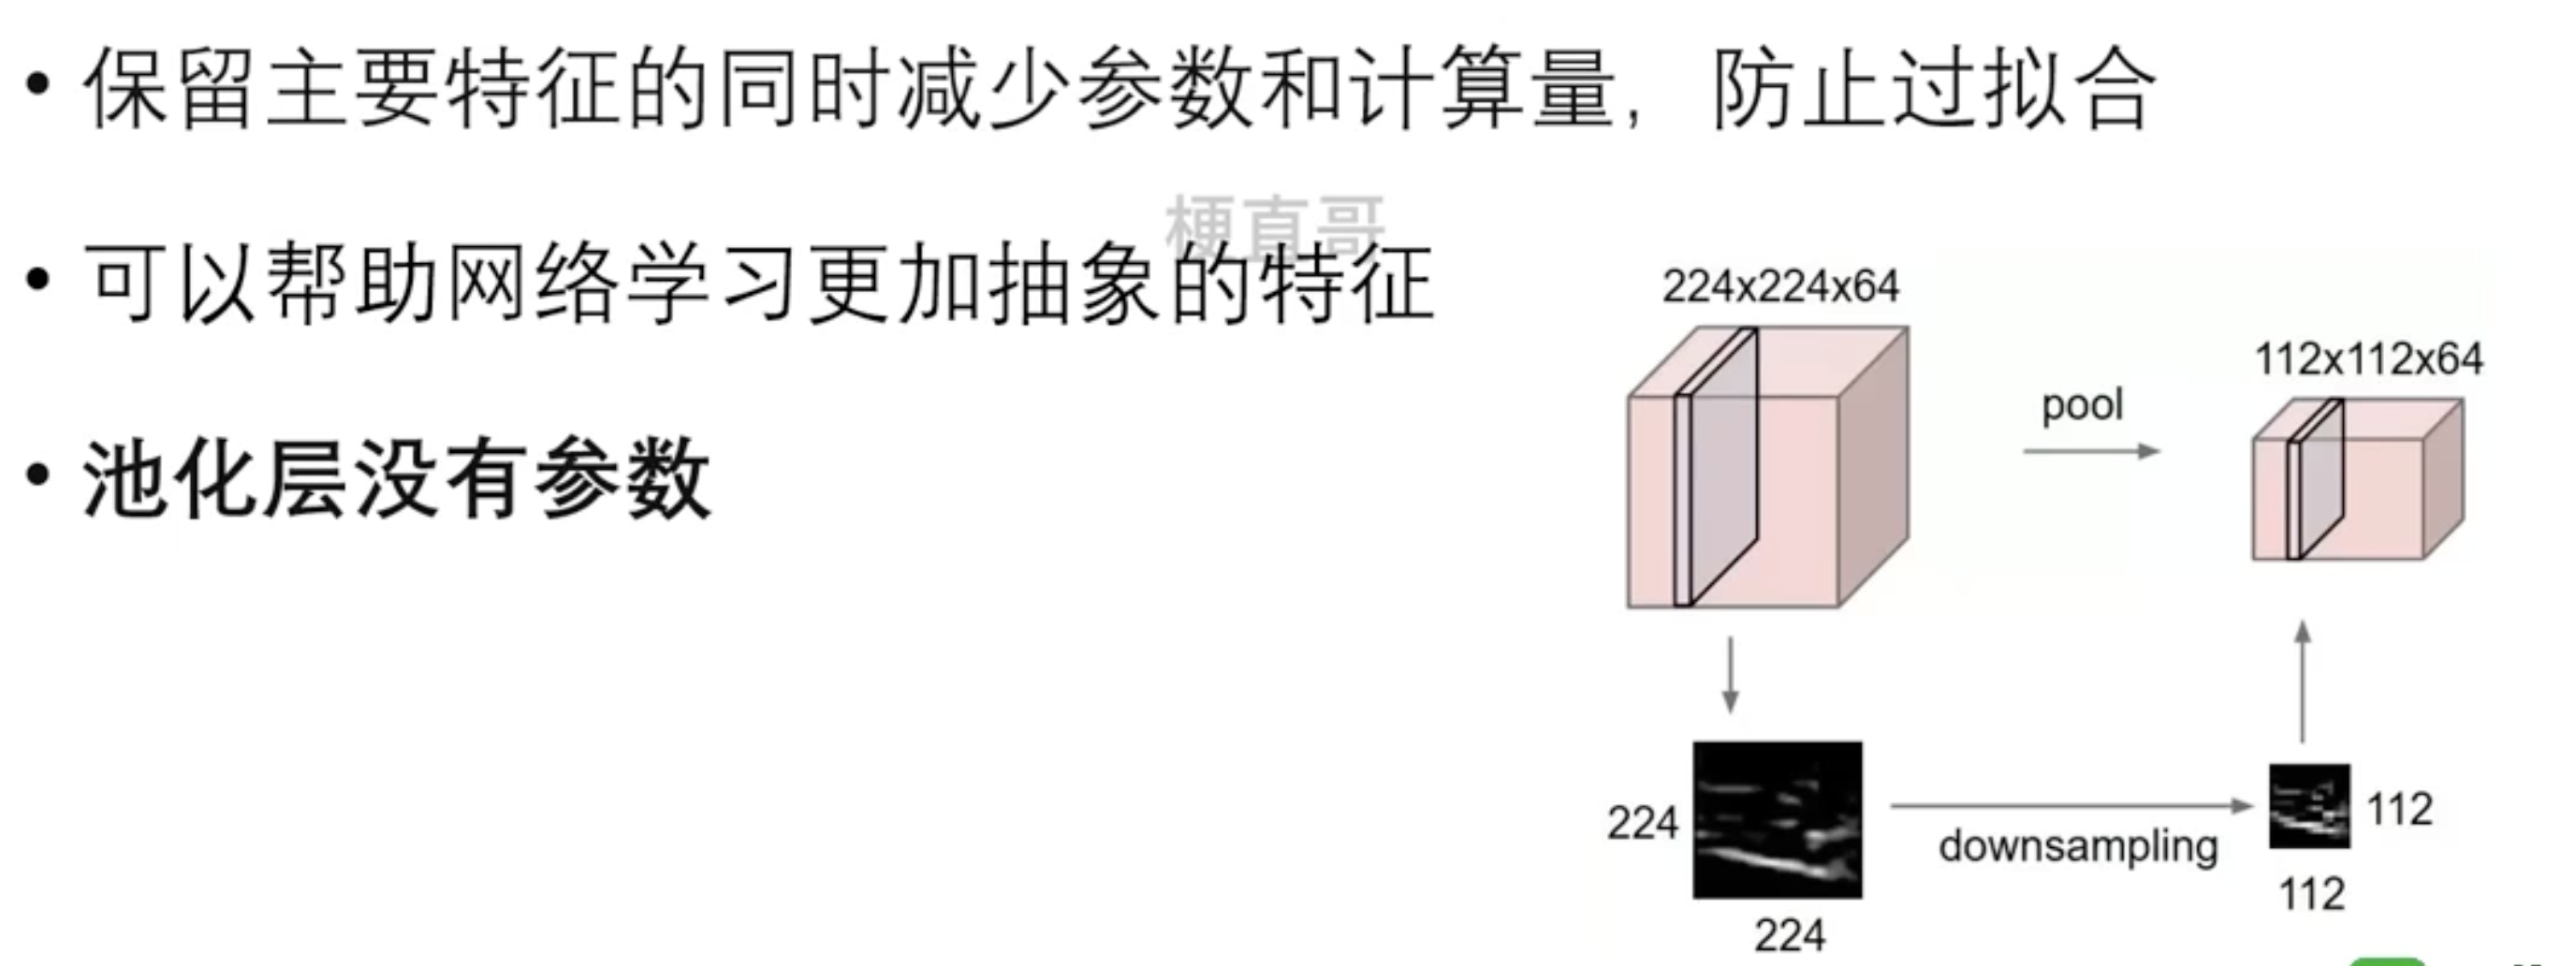 • 保留主要特征的同时减少参数和计算量，防止过拟合
梗直哥
• 可以帮助网络学习更加抽象的特征
• 池化层没有参数
224x224x64
112x112x64
pool
224
downsampling
112
112
224